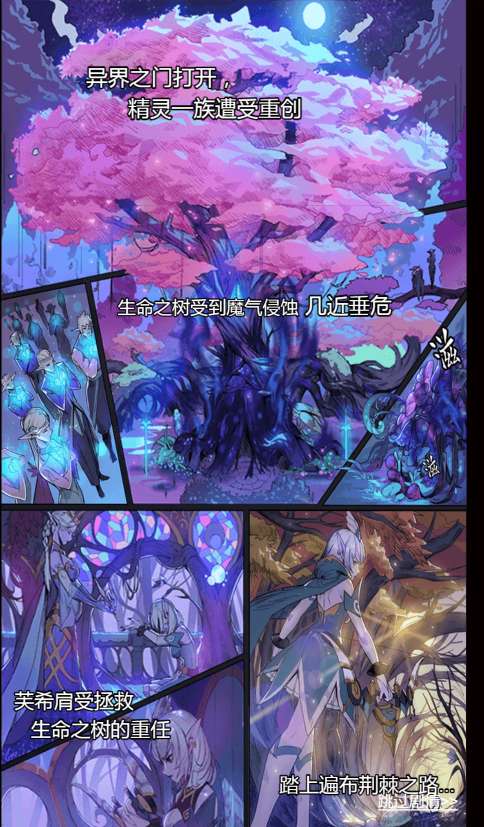 异界之门打开，
精灵一族遭受重创
生命之树受到魔气侵蚀 几近垂危
滋
滋
芙希肩受拯救
生命之树的重任
踏上遍布荆棘之路...
跳过剧情